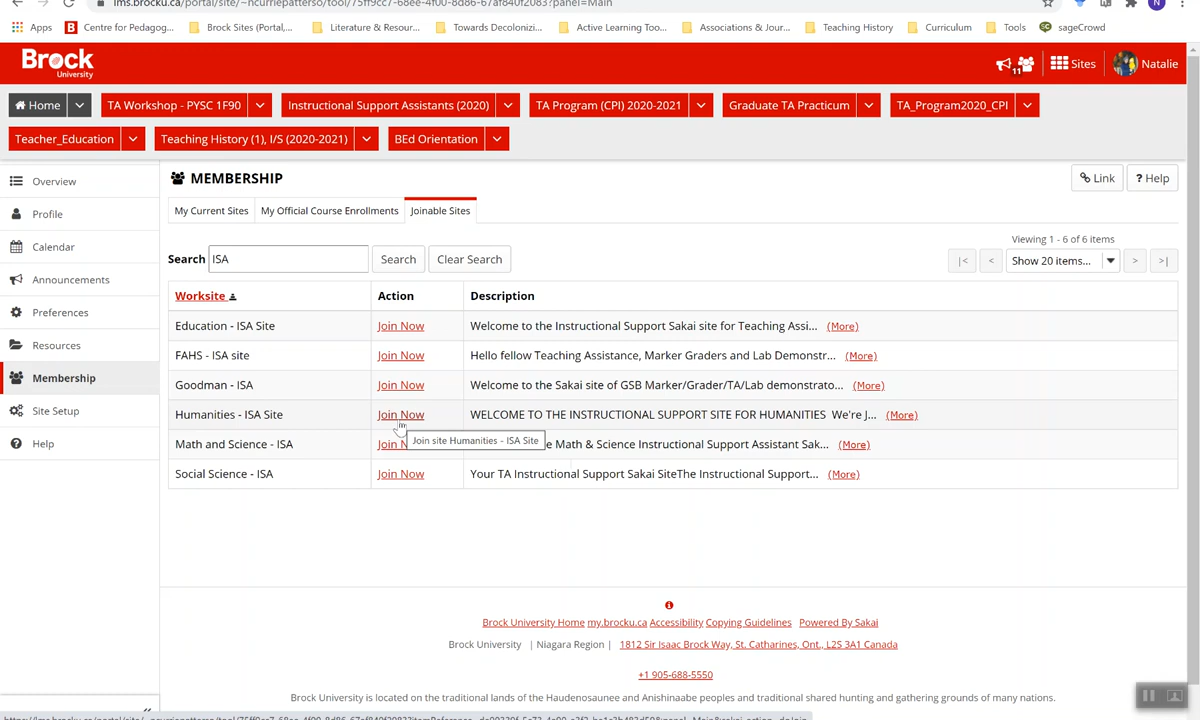 lms.brocku.ca/portal/site/~ncurriepatterso/tool/75ff9cc7-68ee-4f00-8d86-67af840f2083?panel=Main
Apps Centre for Pedagog... Brock Sites (Portal,... Literature & Resour... Towards Decolonizi... Active Learning Too... Associations & Jour... Teaching History Curriculum Tools sageCrowd
Brock University 11 Sites Natalie
Home TA Workshop - PYSC 1F90 Instructional Support Assistants (2020) TA Program (CPI) 2020-2021 Graduate TA Practicum TA_Program2020_CPI
Teacher_Education Teaching History (1), I/S (2020-2021) BEd Orientation
Overview
Profile
Calendar
Announcements
Preferences
Resources
Membership
Site Setup
Help
MEMBERSHIP Link ? Help
My Current Sites My Official Course Enrollments Joinable Sites
Viewing 1 - 6 of 6 items
Search ISA Search Clear Search |< < Show 20 items... > >|
Worksite Action Description
Education - ISA Site Join Now Welcome to the Instructional Support Sakai site for Teaching Assi... (More)
FAHS - ISA site Join Now Hello fellow Teaching Assistance, Marker Graders and Lab Demonstr... (More)
Goodman - ISA Join Now Welcome to the Sakai site of GSB Marker/Grader/TA/Lab demonstrato... (More)
Humanities - ISA Site Join Now WELCOME TO THE INSTRUCTIONAL SUPPORT SITE FOR HUMANITIES We're J... (More)
Join site Humanities - ISA Site
Math and Science - ISA Join N e Math & Science Instructional Support Assistant Sak... (More)
Social Science - ISA Join Now Your TA Instructional Support Sakai SiteThe Instructional Support... (More)
Brock University Home my.brocku.ca Accessibility Copying Guidelines Powered By Sakai
Brock University | Niagara Region | 1812 Sir Isaac Brock Way, St. Catharines, Ont., L2S 3A1 Canada
+1 905-688-5550
Brock University is located on the traditional lands of the Haudenosaunee and Anishinaabe peoples and traditional shared hunting and gathering grounds of many nations.